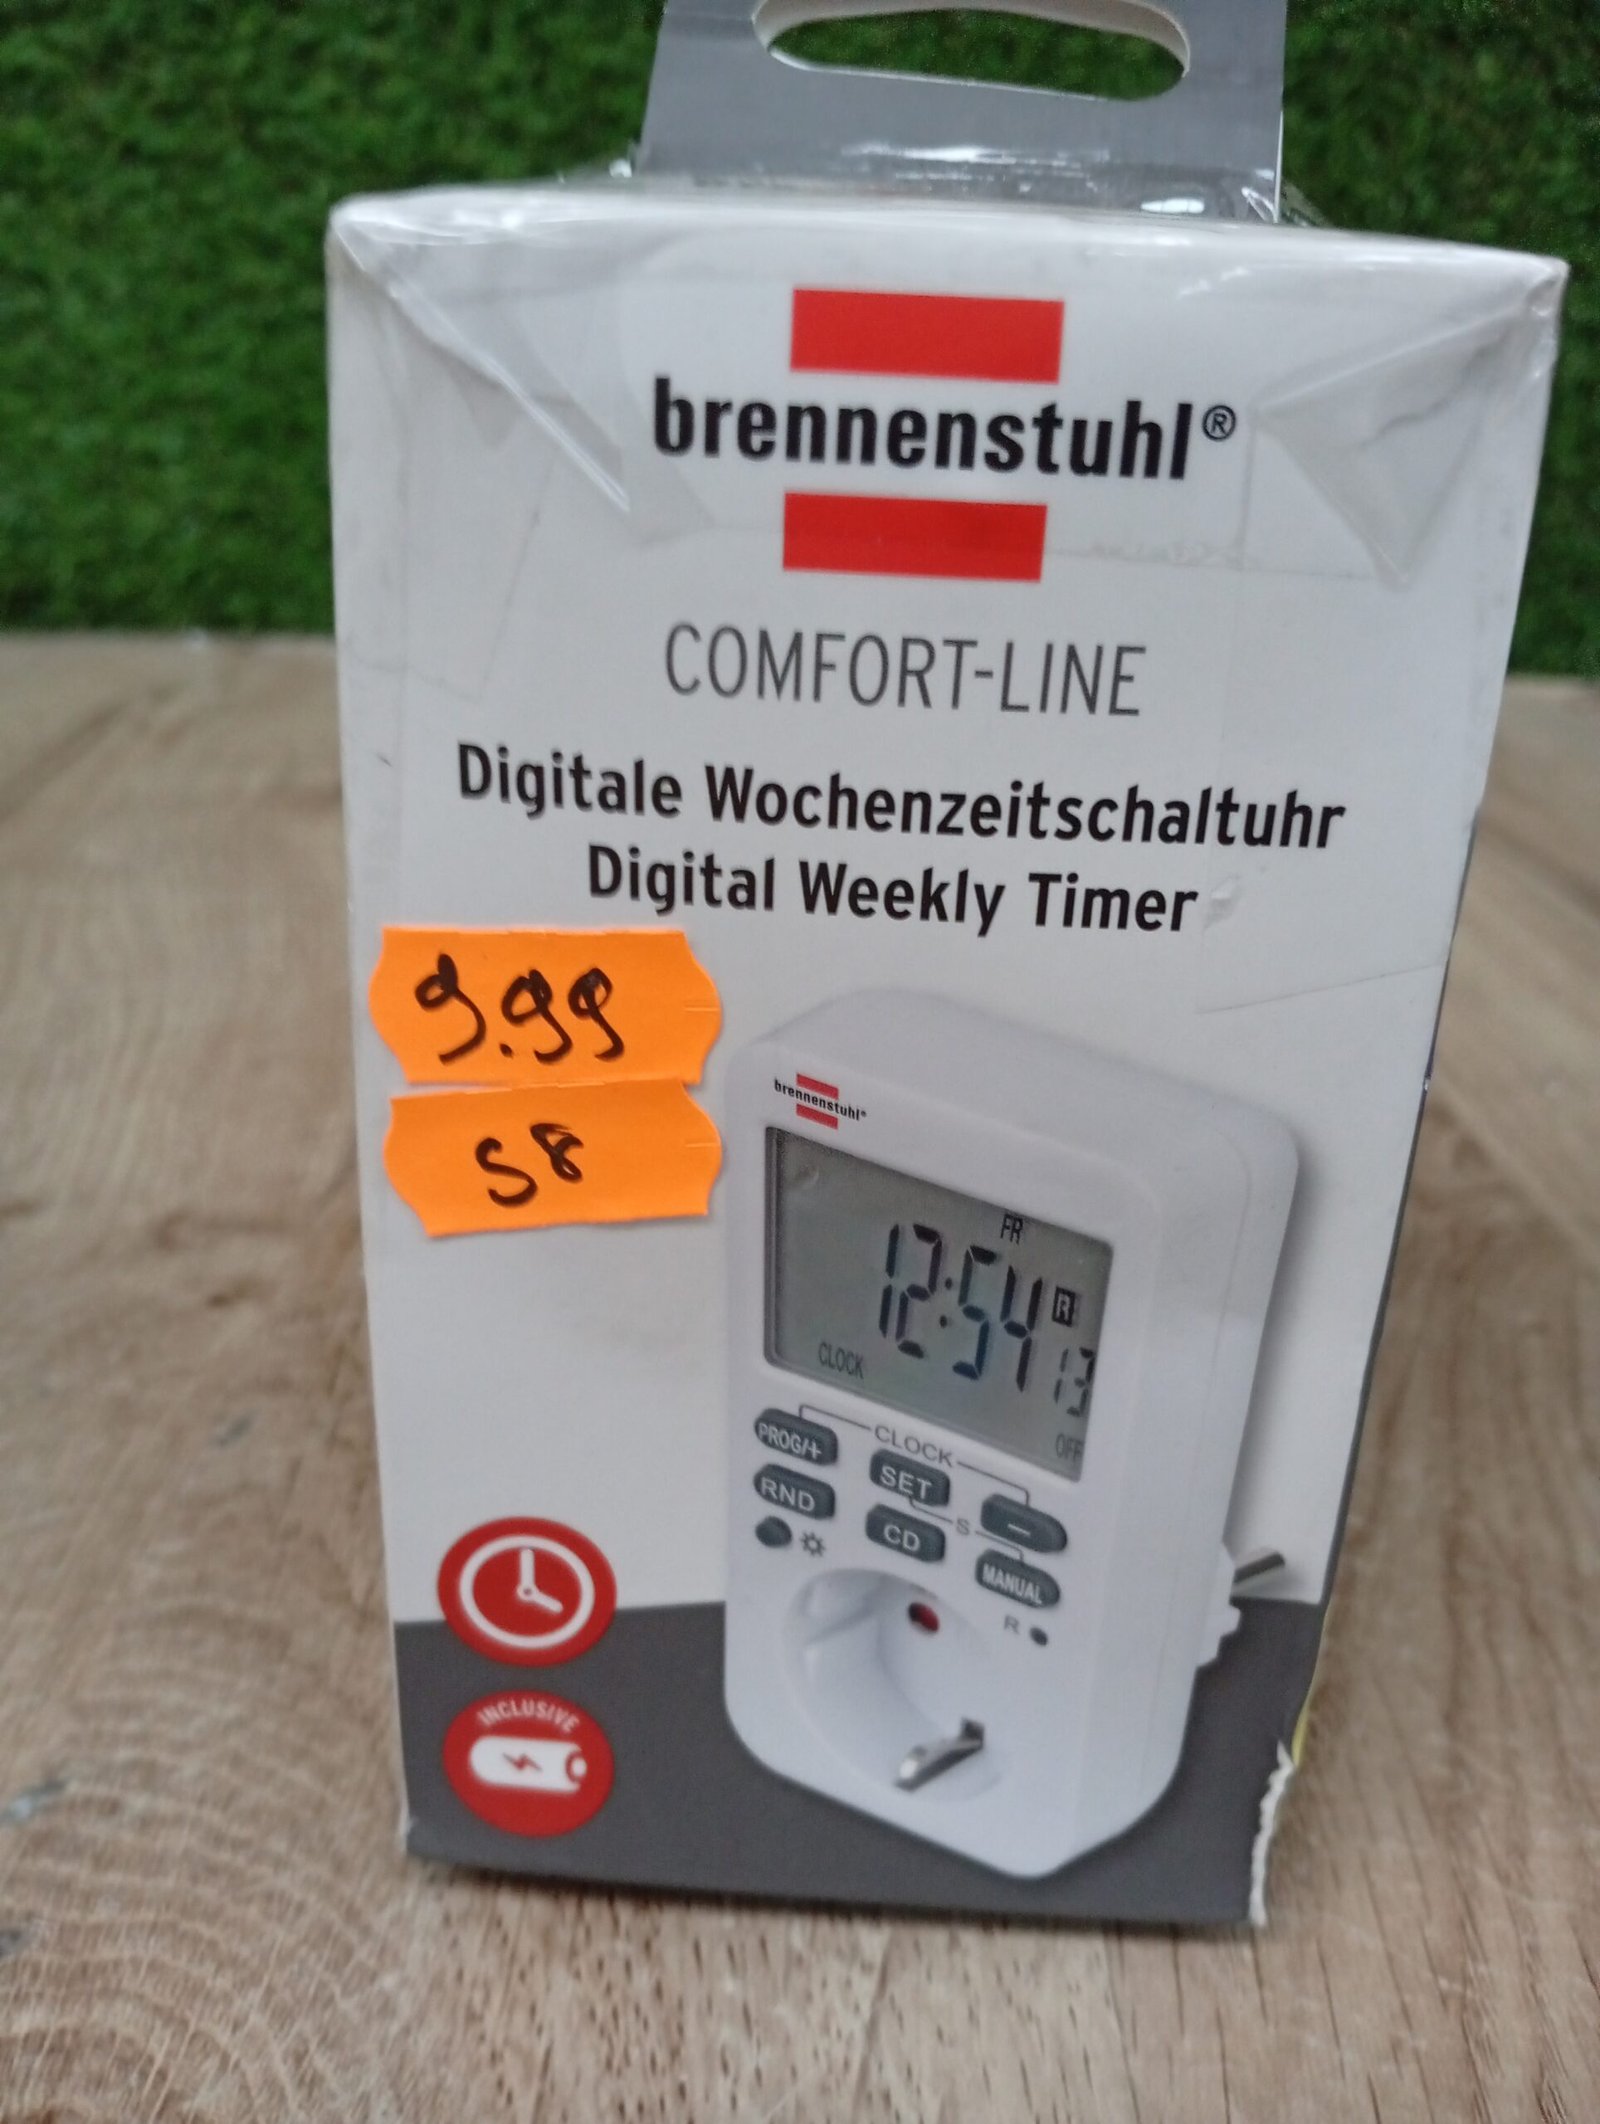 brennenstuhl®
COMFORT-LINE
Digitale Wochenzeitschaltuhr
Digital Weekly Timer
9.99
S8
brennenstuhl®
FR
12:54 R
CLOCK
13
OFF
CLOCK
PROG/+
SET
–
RND
CD
S
MANUAL
R
INCLUSIVE